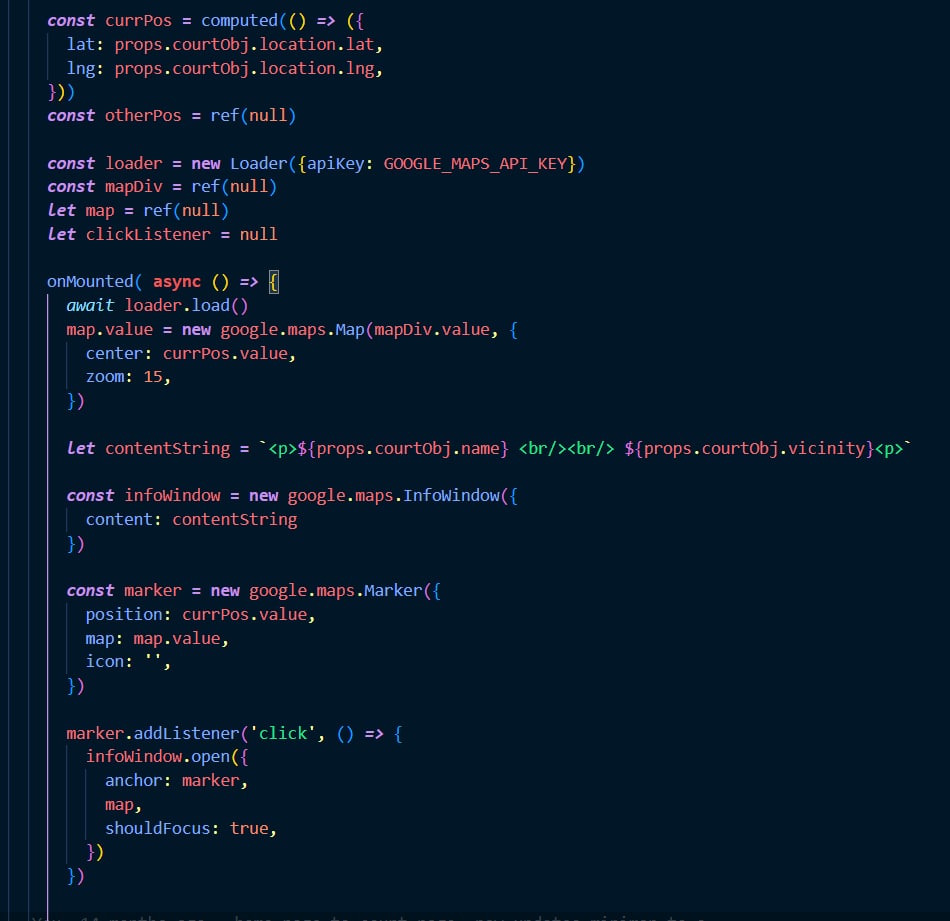 const currPos = computed(() => ({
  lat: props.courtObj.location.lat,
  lng: props.courtObj.location.lng,
}))
const otherPos = ref(null)

const loader = new Loader({apiKey: GOOGLE_MAPS_API_KEY})
const mapDiv = ref(null)
let map = ref(null)
let clickListener = null

onMounted( async () => {
  await loader.load()
  map.value = new google.maps.Map(mapDiv.value, {
    center: currPos.value,
    zoom: 15,
  })

  let contentString = `<p>${props.courtObj.name} <br/><br/> ${props.courtObj.vicinity}<p>`

  const infoWindow = new google.maps.InfoWindow({
    content: contentString
  })

  const marker = new google.maps.Marker({
    position: currPos.value,
    map: map.value,
    icon: '',
  })

  marker.addListener('click', () => {
    infoWindow.open({
      anchor: marker,
      map,
      shouldFocus: true,
    })
  })